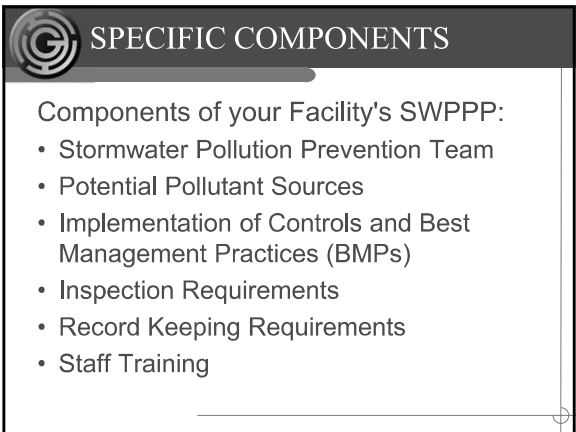 SPECIFIC COMPONENTS
Components of your Facility's SWPPP:
• Stormwater Pollution Prevention Team
• Potential Pollutant Sources
• Implementation of Controls and Best
Management Practices (BMPs)
• Inspection Requirements
• Record Keeping Requirements
• Staff Training